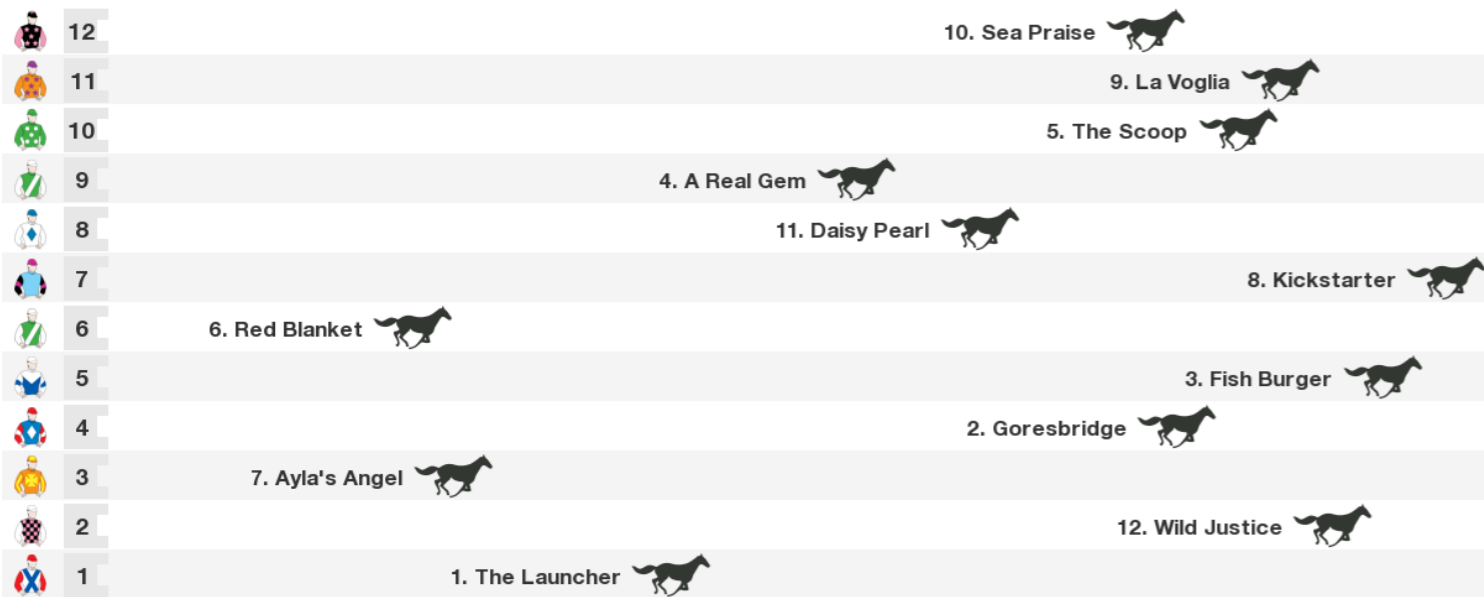 12 10. Sea Praise
11 9. La Voglia
10 5. The Scoop
9 4. A Real Gem
8 11. Daisy Pearl
7 8. Kickstarter
6 6. Red Blanket
5 3. Fish Burger
4 2. Goresbridge
3 7. Ayla's Angel
2 12. Wild Justice
1 1. The Launcher